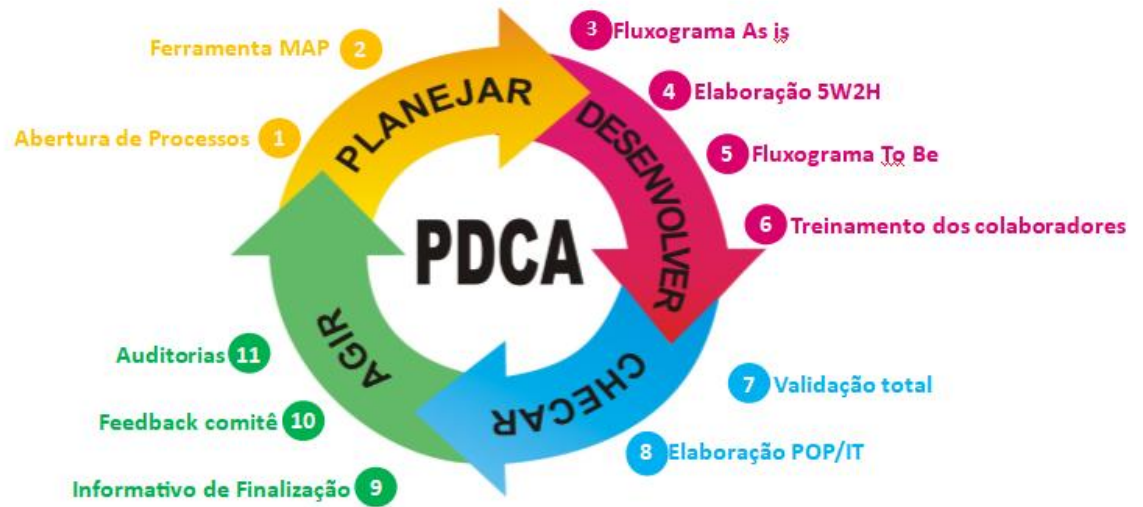 3 Fluxograma As is
Ferramenta MAP 2
4 Elaboração 5W2H
PLANEJAR
DESENVOLVER
Abertura de Processos 1
5 Fluxograma To Be
6 Treinamento dos colaboradores
PDCA
AGIR
CHECAR
Auditorias 11
7 Validação total
Feedback comitê 10
8 Elaboração POP/IT
Informativo de Finalização 9